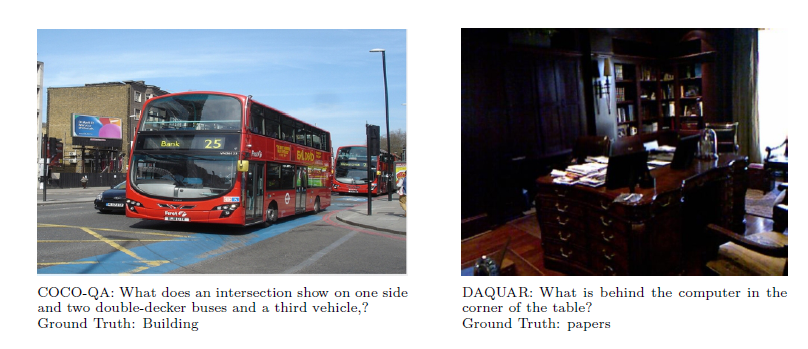 Bank 25
COCO-QA: What does an intersection show on one side
and two double-decker buses and a third vehicle,?
Ground Truth: Building
DAQUAR: What is behind the computer in the
corner of the table?
Ground Truth: papers